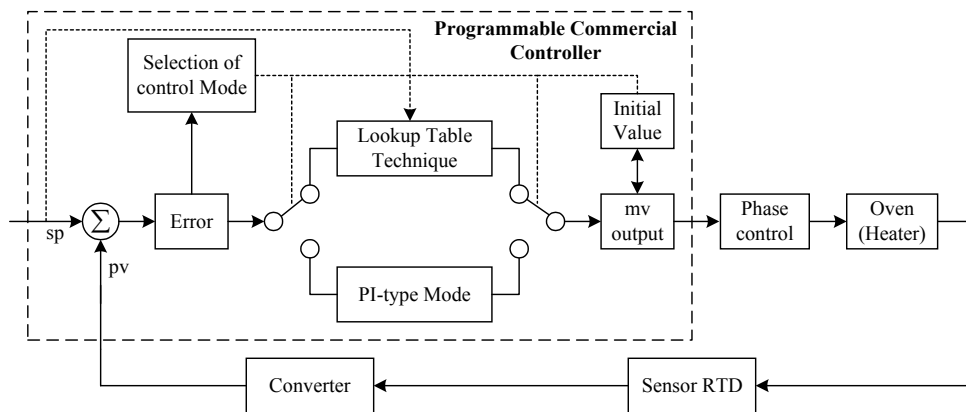 Programmable Commercial
Controller
Selection of
control Mode
Initial
Value
Lookup Table
Technique
sp
Σ
Error
mv
output
Phase
control
Oven
(Heater)
pv
PI-type Mode
Converter
Sensor RTD